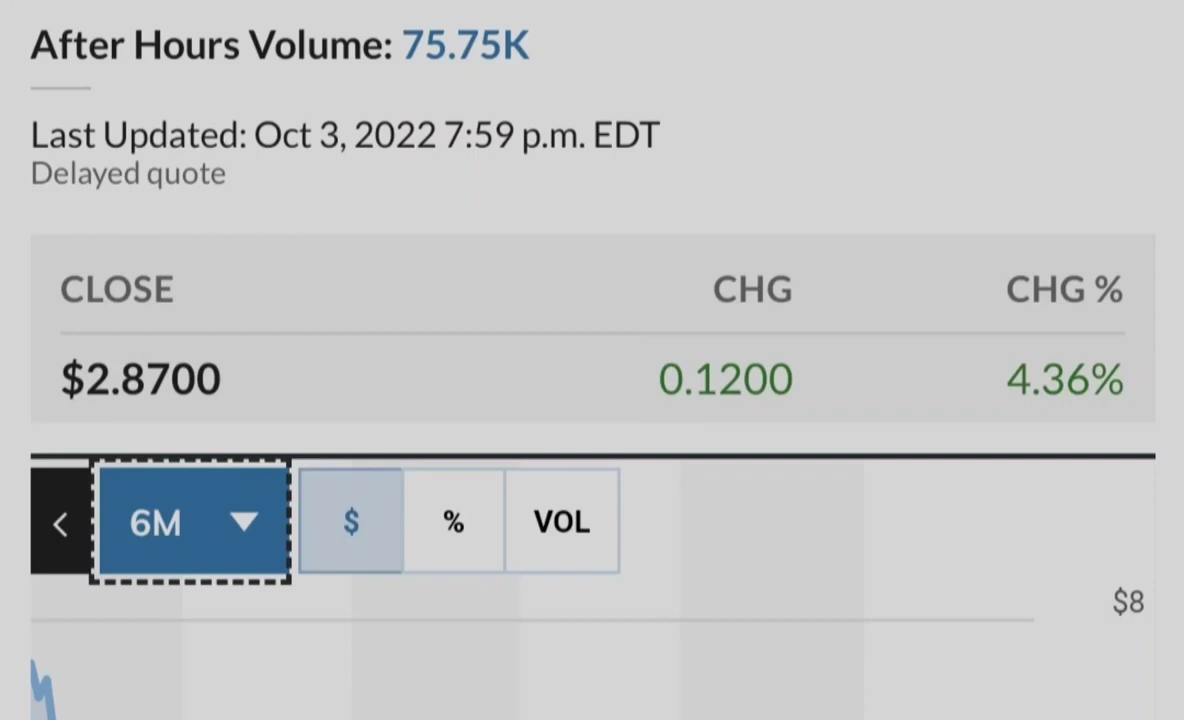 After Hours Volume: 75.75K
Last Updated: Oct 3, 2022 7:59 p.m. EDT
Delayed quote
CLOSE CHG CHG %
$2.8700 0.1200 4.36%
6M $ % VOL
$8